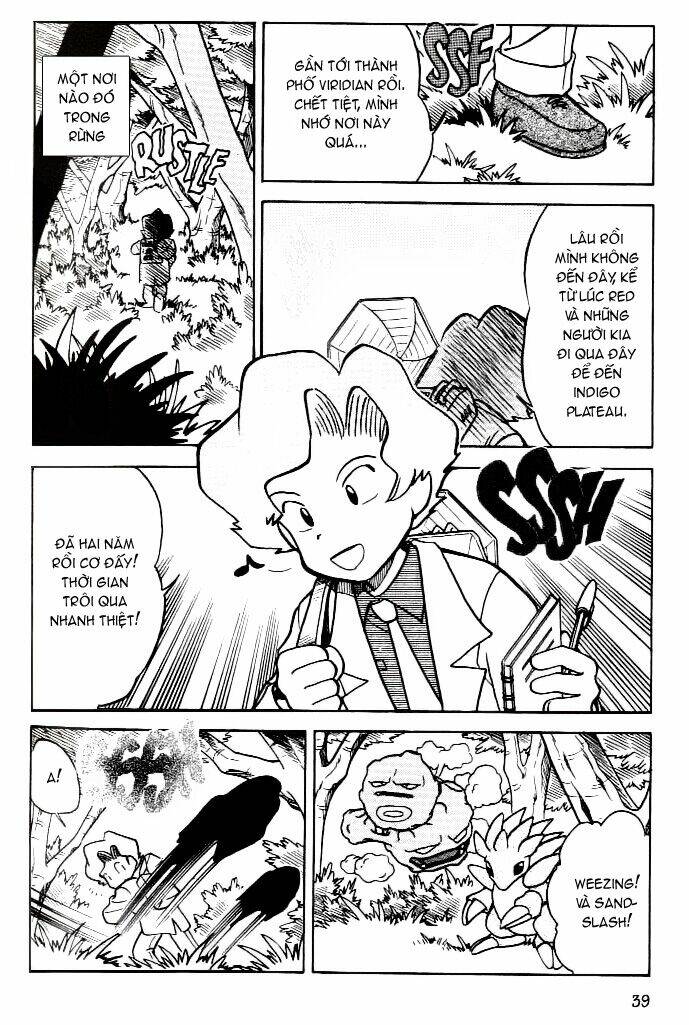 MỘT NƠI
NÀO ĐÓ
TRONG
RỪNG
RUSTLE
GẦN TỚI THÀNH
PHỐ VIRIDIAN RỒI.
CHẾT TIỆT, MÌNH
NHỚ NƠI NÀY
QUÁ...
SSF
LÂU RỒI
MÌNH KHÔNG
ĐẾN ĐÂY, KỂ
TỪ LÚC RED
VÀ NHỮNG
NGƯỜI KIA
ĐI QUA ĐÂY
ĐỂ ĐẾN
INDIGO
PLATEAU.
SSSH
ĐÃ HAI NĂM
RỒI CƠ ĐẤY!
THỜI GIAN
TRÔI QUA
NHANH THIỆT!
A!
WEEZING!
VÀ SAND-
SLASH!
39